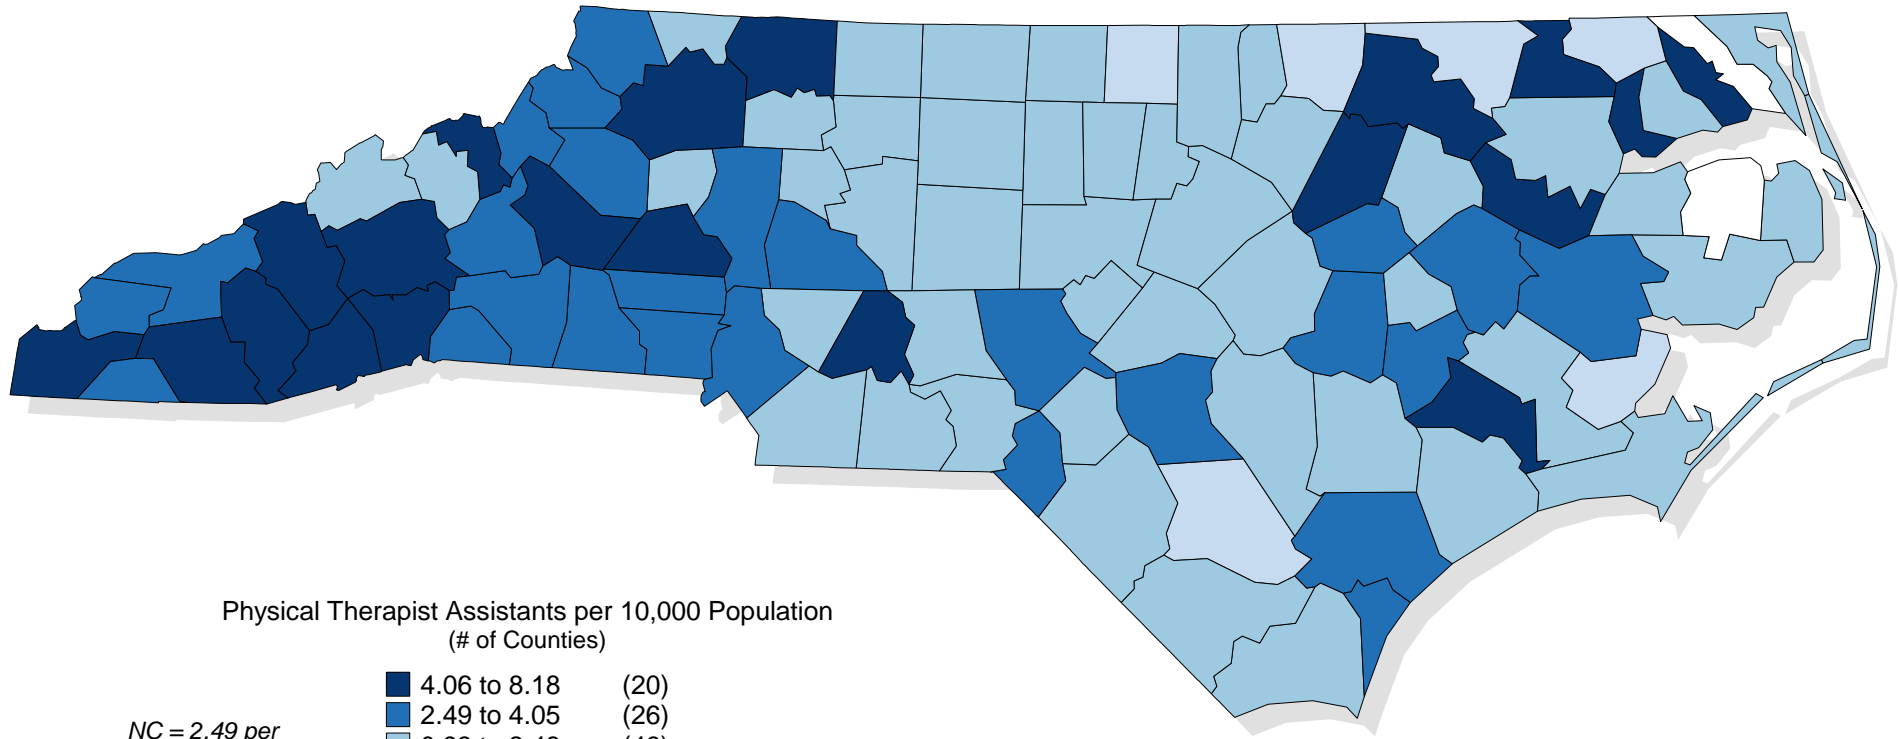 Physical Therapist Assistants per 10,000 Population
(# of Counties)
4.06 to 8.18 (20)
2.49 to 4.05 (26)
NC = 2.49 per